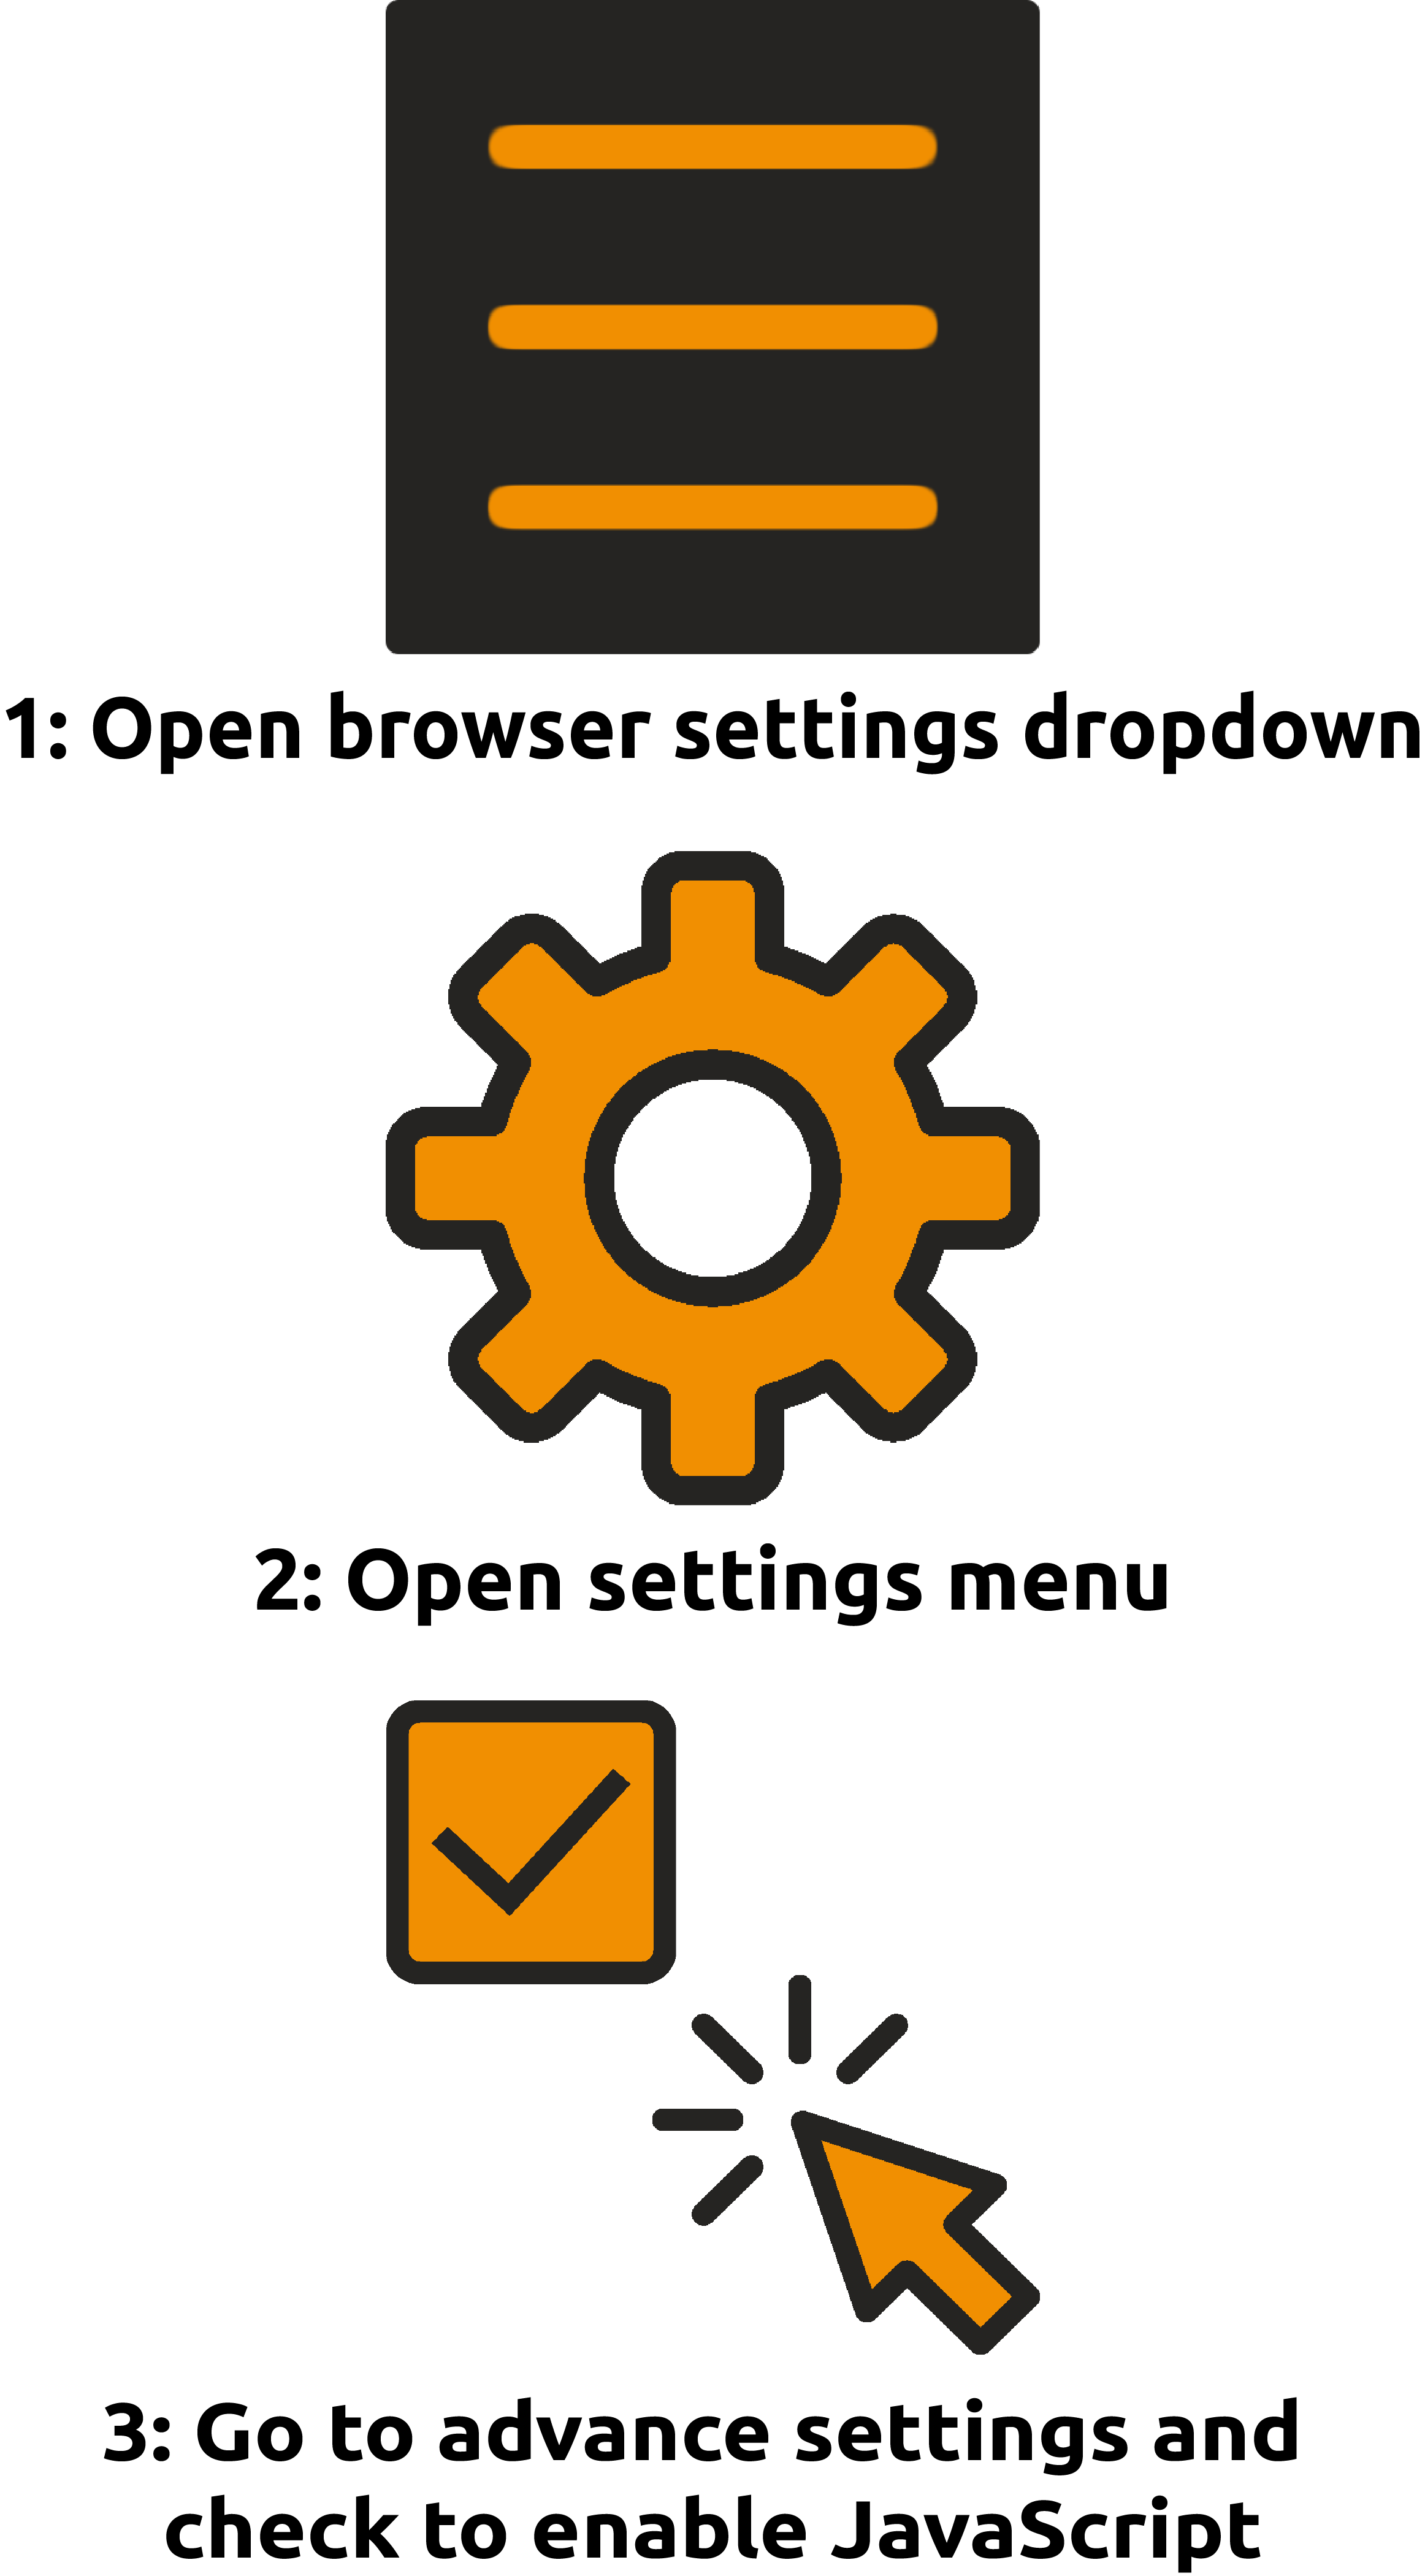 1: Open browser settings dropdown
2: Open settings menu
3: Go to advance settings and
check to enable JavaScript